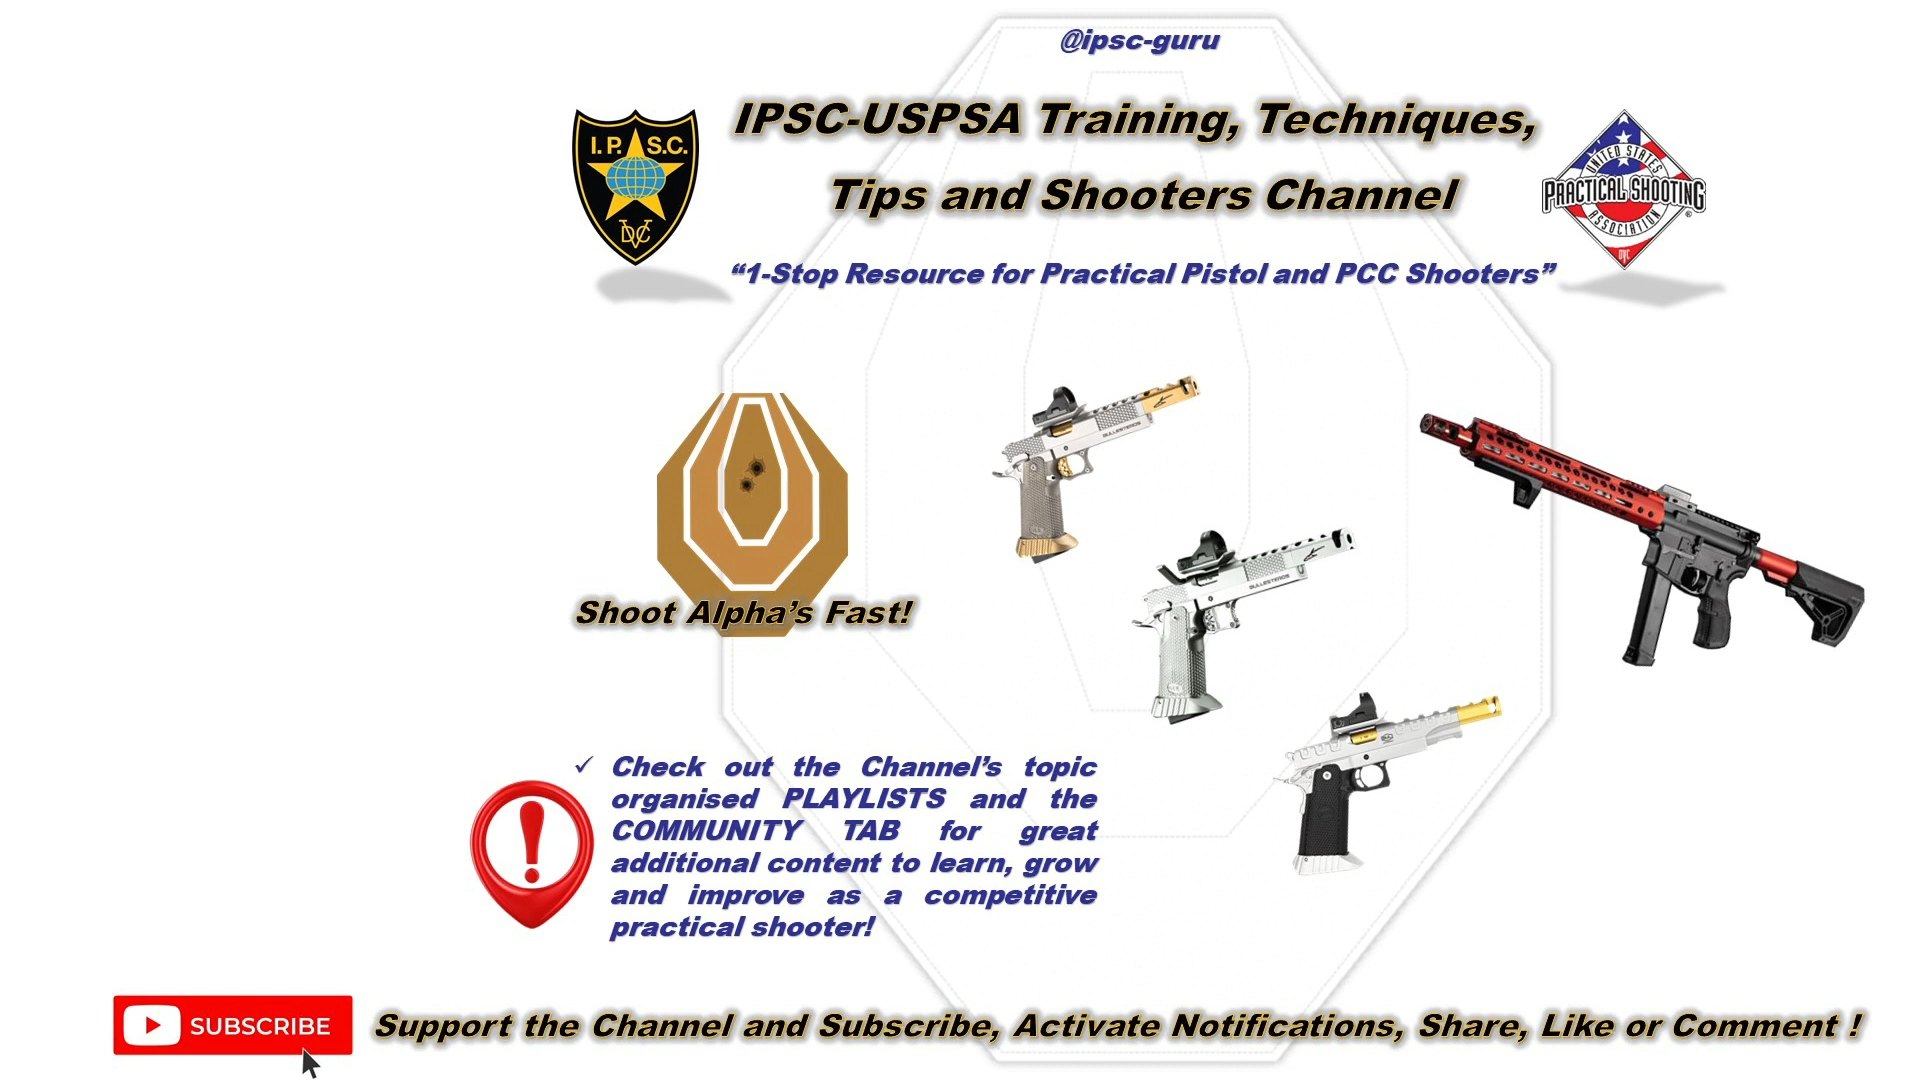 @ipsc-guru
IPSC-USPSA Training, Techniques,
Tips and Shooters Channel
I.P. S.C.
DVC
UNITED STATES
PRACTICAL SHOOTING
ASSOCIATION
®
DVC
“1-Stop Resource for Practical Pistol and PCC Shooters”
BULLESTEROS
BULLESTEROS
Shoot Alpha’s Fast!
✓ Check out the Channel’s topic
organised PLAYLISTS and the
COMMUNITY TAB for great
additional content to learn, grow
and improve as a competitive
practical shooter!
SUBSCRIBE
Support the Channel and Subscribe, Activate Notifications, Share, Like or Comment !